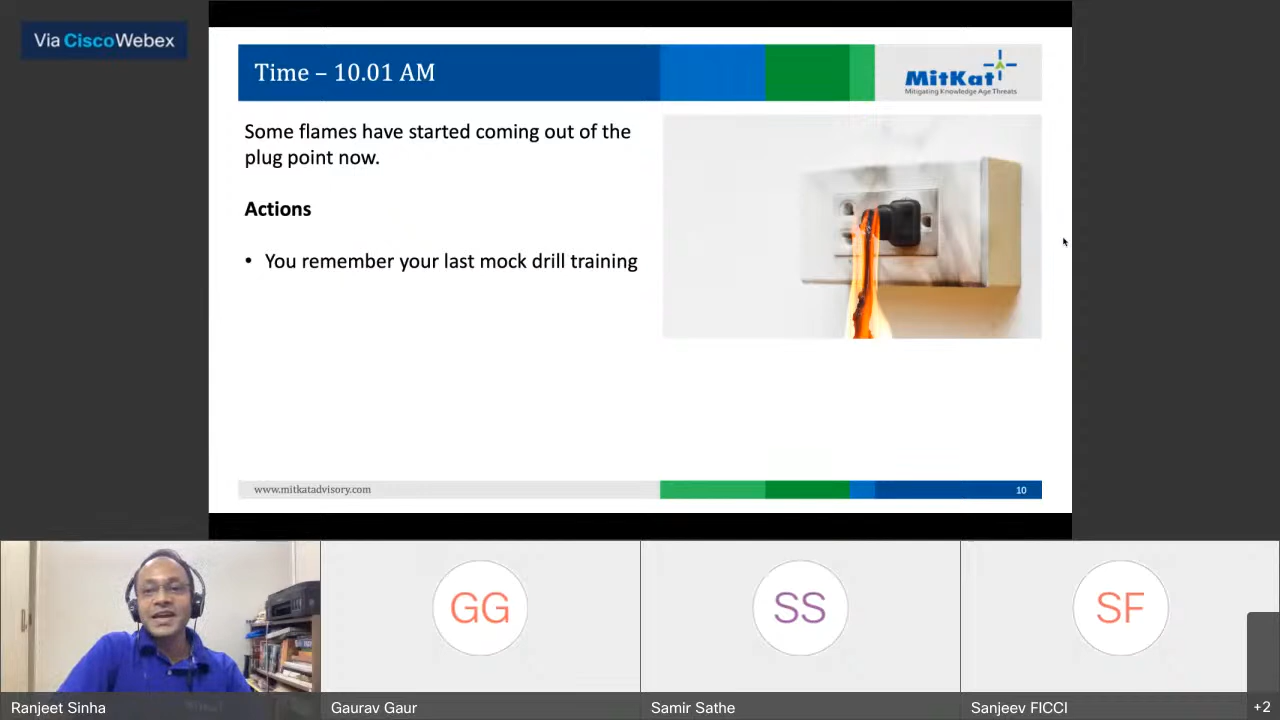 Via CiscoWebex
Time – 10.01 AM
MitKat
Mitigating Knowledge Age Threats
Some flames have started coming out of the
plug point now.
Actions
• You remember your last mock drill training
www.mitkatadvisory.com
10
GG
SS
SF
Ranjeet Sinha
Gaurav Gaur
Samir Sathe
Sanjeev FICCI
+2